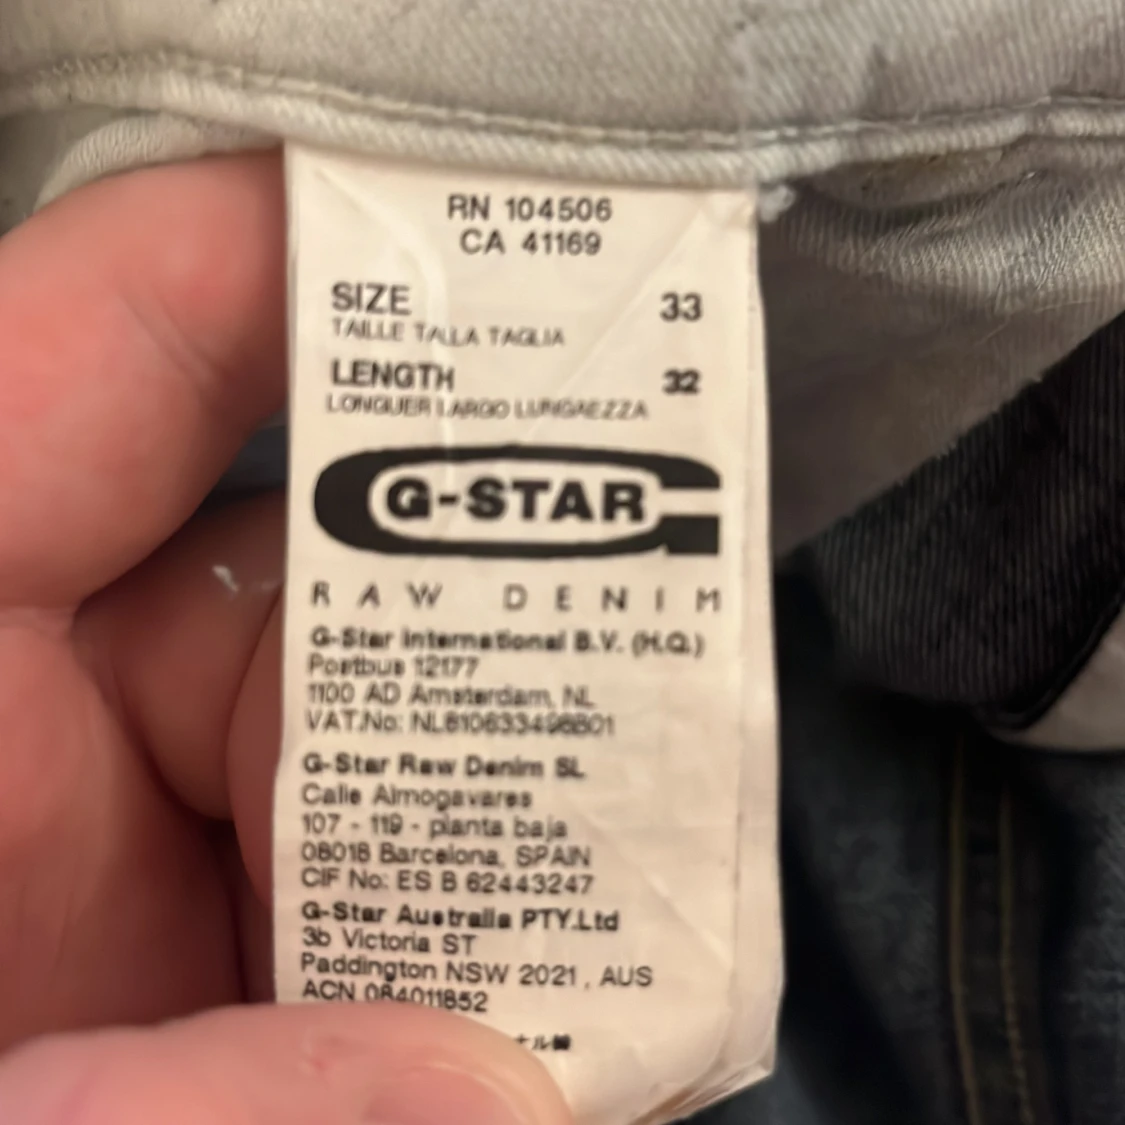 RN 104506
CA 41169
SIZE 33
TAILLE TALLA TAGLIA
LENGTH 32
LONGUER LARGO LUNGAEZZA
G-STAR
RAW DENIM
G-Star International B.V. (H.Q.)
Postbus 12177
1100 AD Amsterdam, NL
VAT.No: NL810633498B01
G-Star Raw Denim SL
Calle Almogavares
107 - 119 - planta baja
08018 Barcelona, SPAIN
CIF No: ES B 62443247
G-Star Australia PTY.Ltd
3b Victoria ST
Paddington NSW 2021, AUS
ACN 084011852